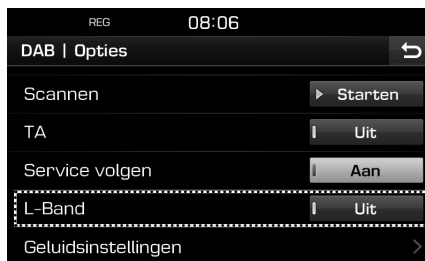 REG 08:06
DAB | Opties
Scannen Starten
TA Uit
Service volgen Aan
L-Band Uit
Geluidsinstellingen